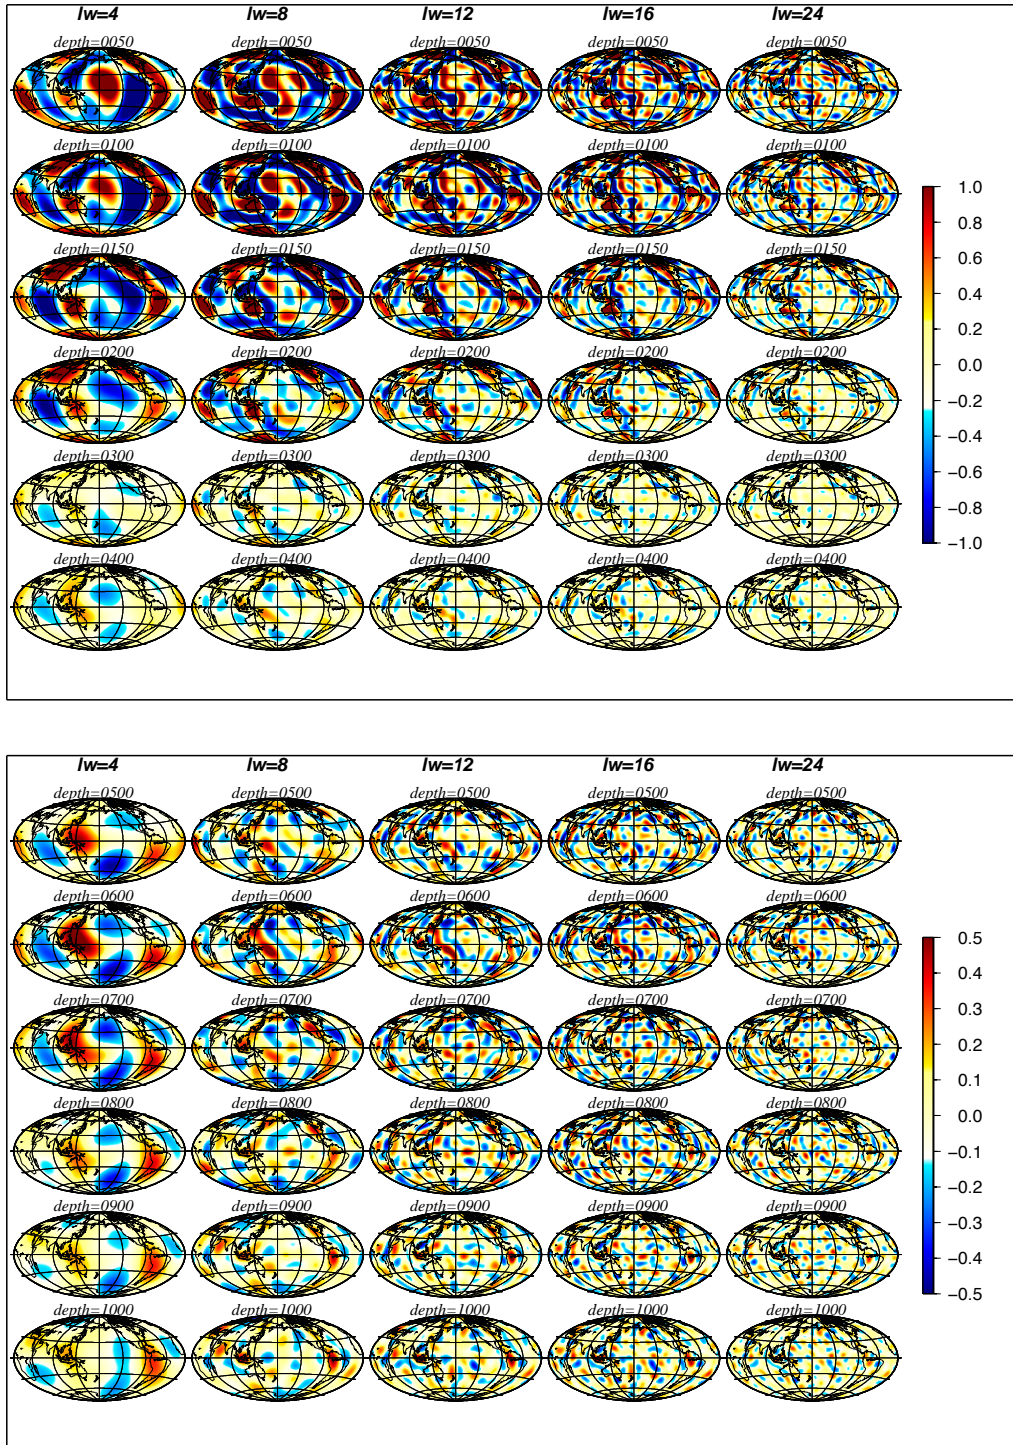 lw=4 lw=8 lw=12 lw=16 lw=24
depth=0050 depth=0050 depth=0050 depth=0050 depth=0050
depth=0100 depth=0100 depth=0100 depth=0100 depth=0100
depth=0150 depth=0150 depth=0150 depth=0150 depth=0150
depth=0200 depth=0200 depth=0200 depth=0200 depth=0200
depth=0300 depth=0300 depth=0300 depth=0300 depth=0300
depth=0400 depth=0400 depth=0400 depth=0400 depth=0400
1.0
0.8
0.6
0.4
0.2
0.0
−0.2
−0.4
−0.6
−0.8
−1.0
lw=4 lw=8 lw=12 lw=16 lw=24
depth=0500 depth=0500 depth=0500 depth=0500 depth=0500
depth=0600 depth=0600 depth=0600 depth=0600 depth=0600
depth=0700 depth=0700 depth=0700 depth=0700 depth=0700
depth=0800 depth=0800 depth=0800 depth=0800 depth=0800
depth=0900 depth=0900 depth=0900 depth=0900 depth=0900
depth=1000 depth=1000 depth=1000 depth=1000 depth=1000
0.5
0.4
0.3
0.2
0.1
0.0
−0.1
−0.2
−0.3
−0.4
−0.5